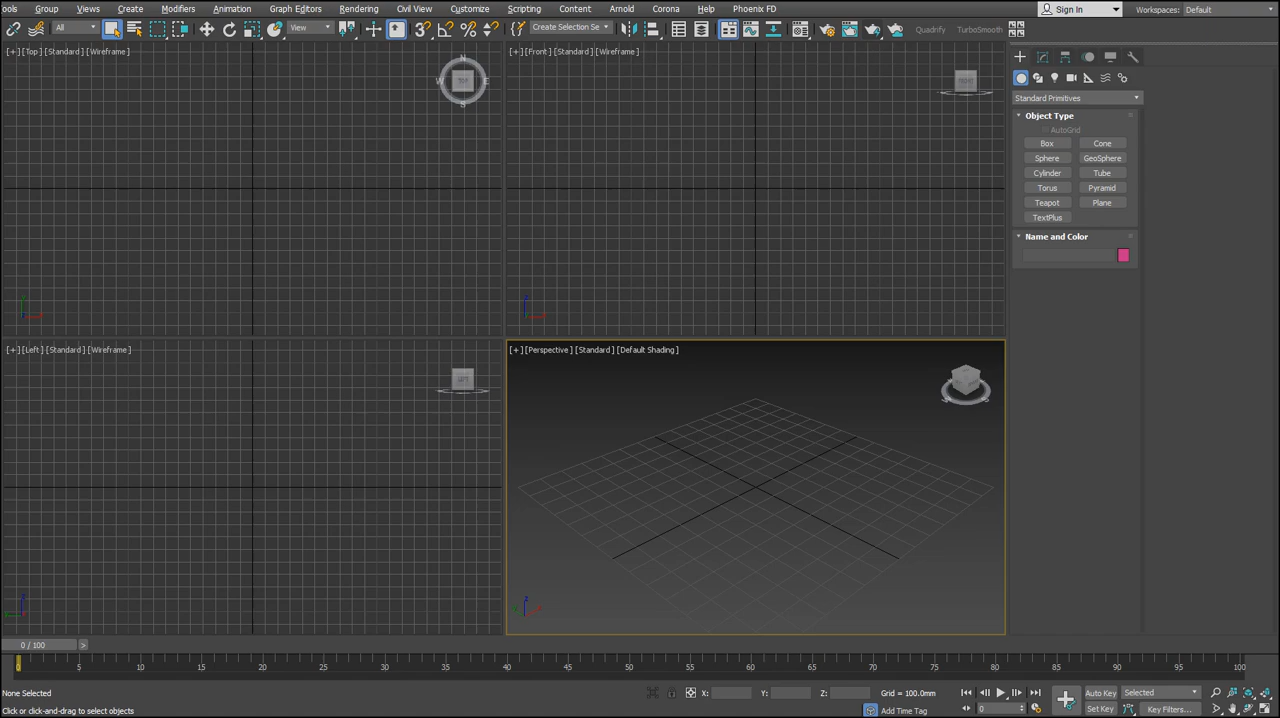 ools Group Views Create Modifiers Animation Graph Editors Rendering Civil View Customize Scripting Content Arnold Corona Help Phoenix FD Sign In Workspaces: Default
All View Create Selection Se Quadrify TurboSmooth
[+] [Top] [Standard] [Wireframe]
N
W TOP E
S
[+] [Front] [Standard] [Wireframe]
FRONT
Standard Primitives
Object Type
AutoGrid
Box Cone
Sphere GeoSphere
Cylinder Tube
Torus Pyramid
Teapot Plane
TextPlus
Name and Color
[+] [Left] [Standard] [Wireframe]
LEFT
[+] [Perspective] [Standard] [Default Shading]
0 / 100 >
0 5 10 15 20 25 30 35 40 45 50 55 60 65 70 75 80 85 90 95 100
None Selected X: Y: Z: Grid = 100.0mm Auto Key Selected
Click or click-and-drag to select objects Add Time Tag 0 Set Key Key Filters...